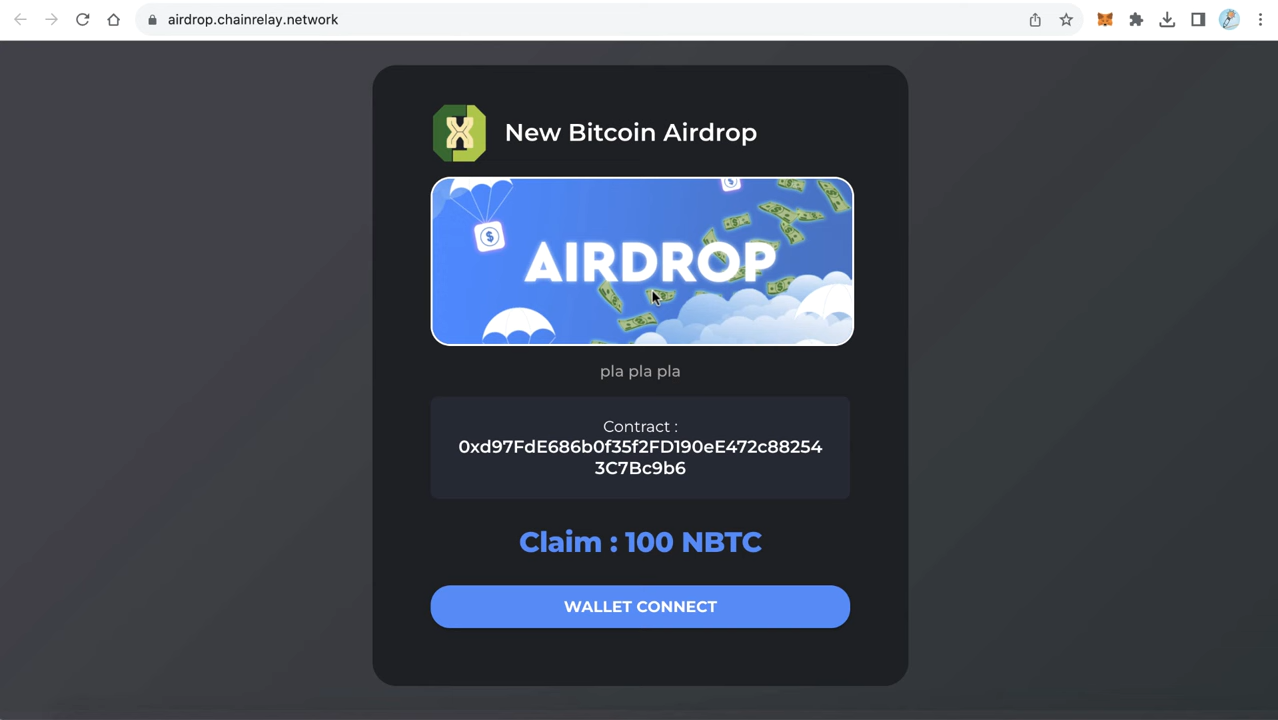 airdrop.chainrelay.network
New Bitcoin Airdrop
AIRDROP
pla pla pla
Contract :
0xd97FdE686b0f35f2FD190eE472c88254
3C7Bc9b6
Claim : 100 NBTC
WALLET CONNECT